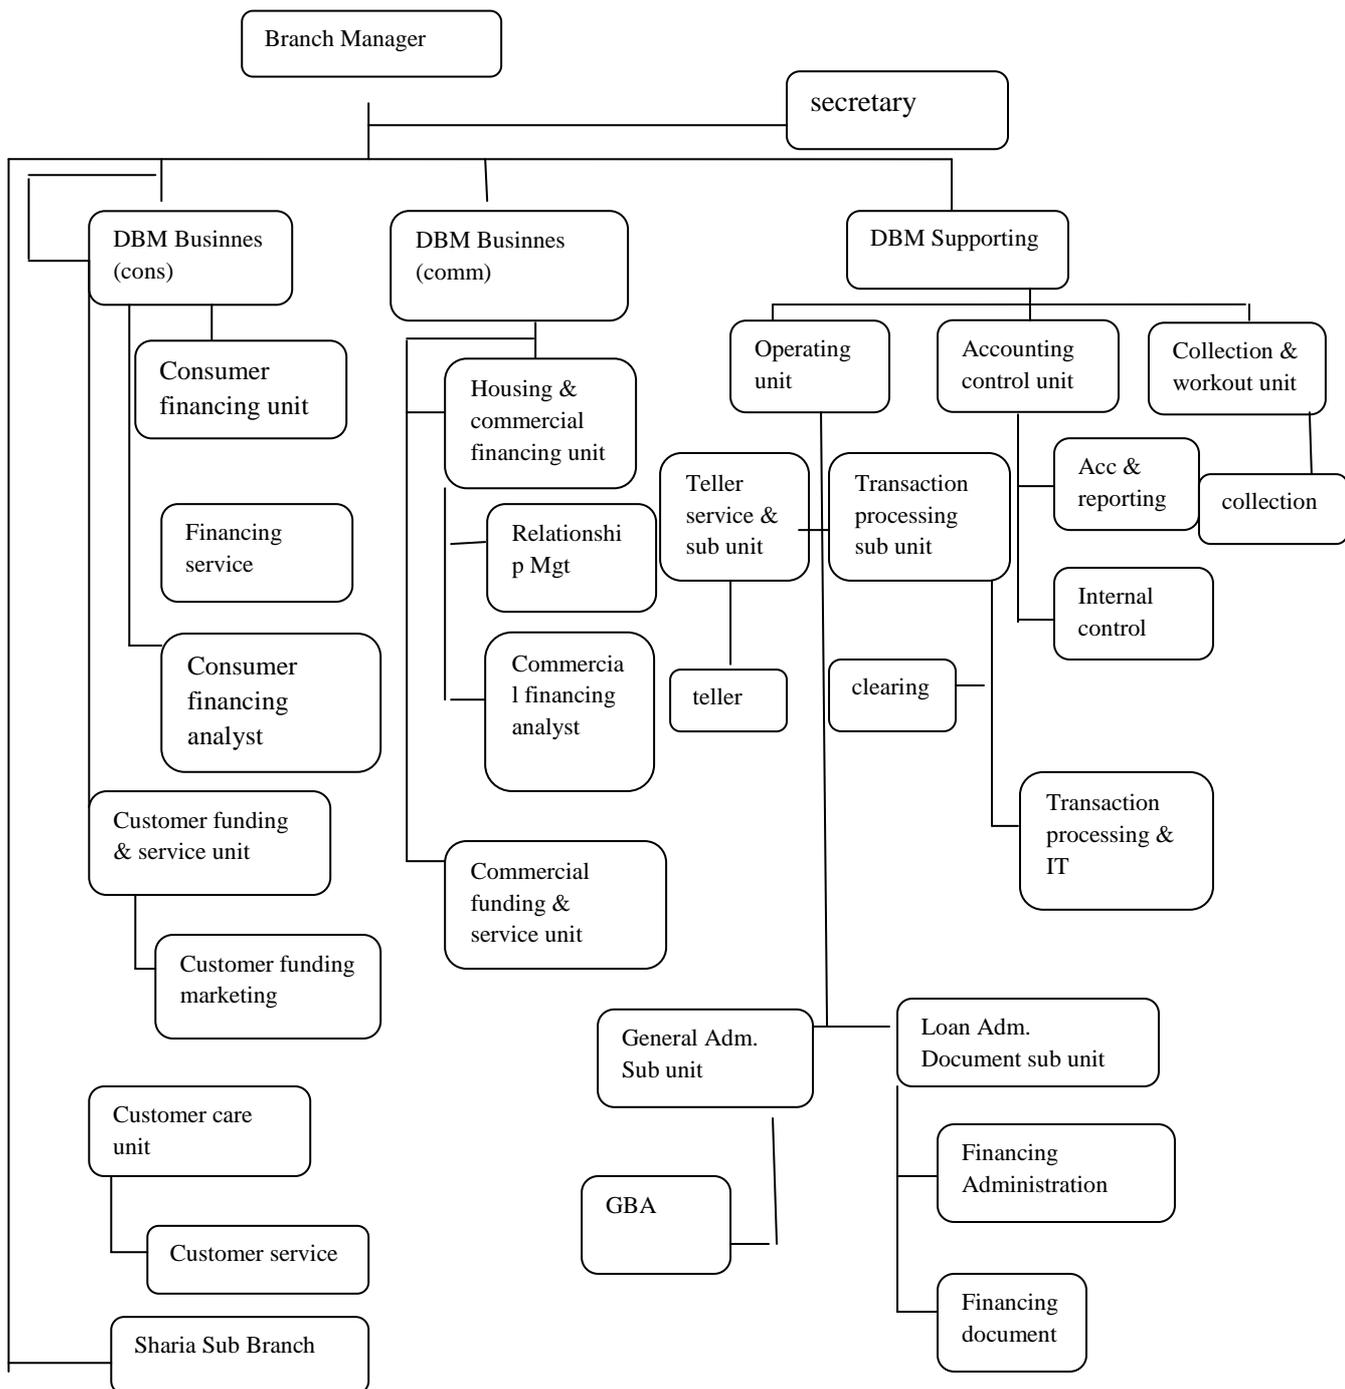 Branch Manager
secretary
DBM Businnes
(cons)
DBM Businnes
(comm)
DBM Supporting
Consumer
financing unit
Housing &
commercial
financing unit
Operating
unit
Accounting
control unit
Collection &
workout unit
Financing
service
Relationshi
p Mgt
Teller
service &
sub unit
Transaction
processing
sub unit
Acc &
reporting
collection
Consumer
financing
analyst
Commercia
l financing
analyst
teller
clearing
Internal
control
Customer funding
& service unit
Commercial
funding &
service unit
Transaction
processing &
IT
Customer funding
marketing
General Adm.
Sub unit
Loan Adm.
Document sub unit
Customer care
unit
GBA
Financing
Administration
Customer service
Financing
document
Sharia Sub Branch